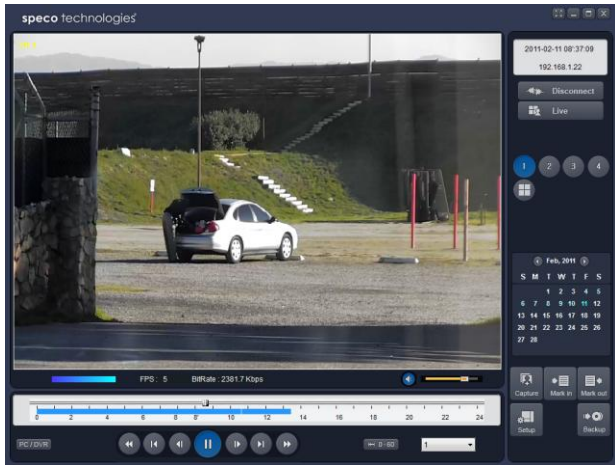 speco technologies
2011-02-11 08:37:09
192.168.1.22
Disconnect
Live
1 2 3 4
Feb, 2011
S M T W T F S
1 2 3 4 5
6 7 8 9 10 11 12
13 14 15 16 17 18 19
20 21 22 23 24 25 26
27 28
FPS : 5 BitRate : 2381.7 Kbps
Capture Mark in Mark out
Setup Backup
0 2 4 6 8 8' 10 12 14 16 18 20 22 24
PC / DVR
0 - 60
1